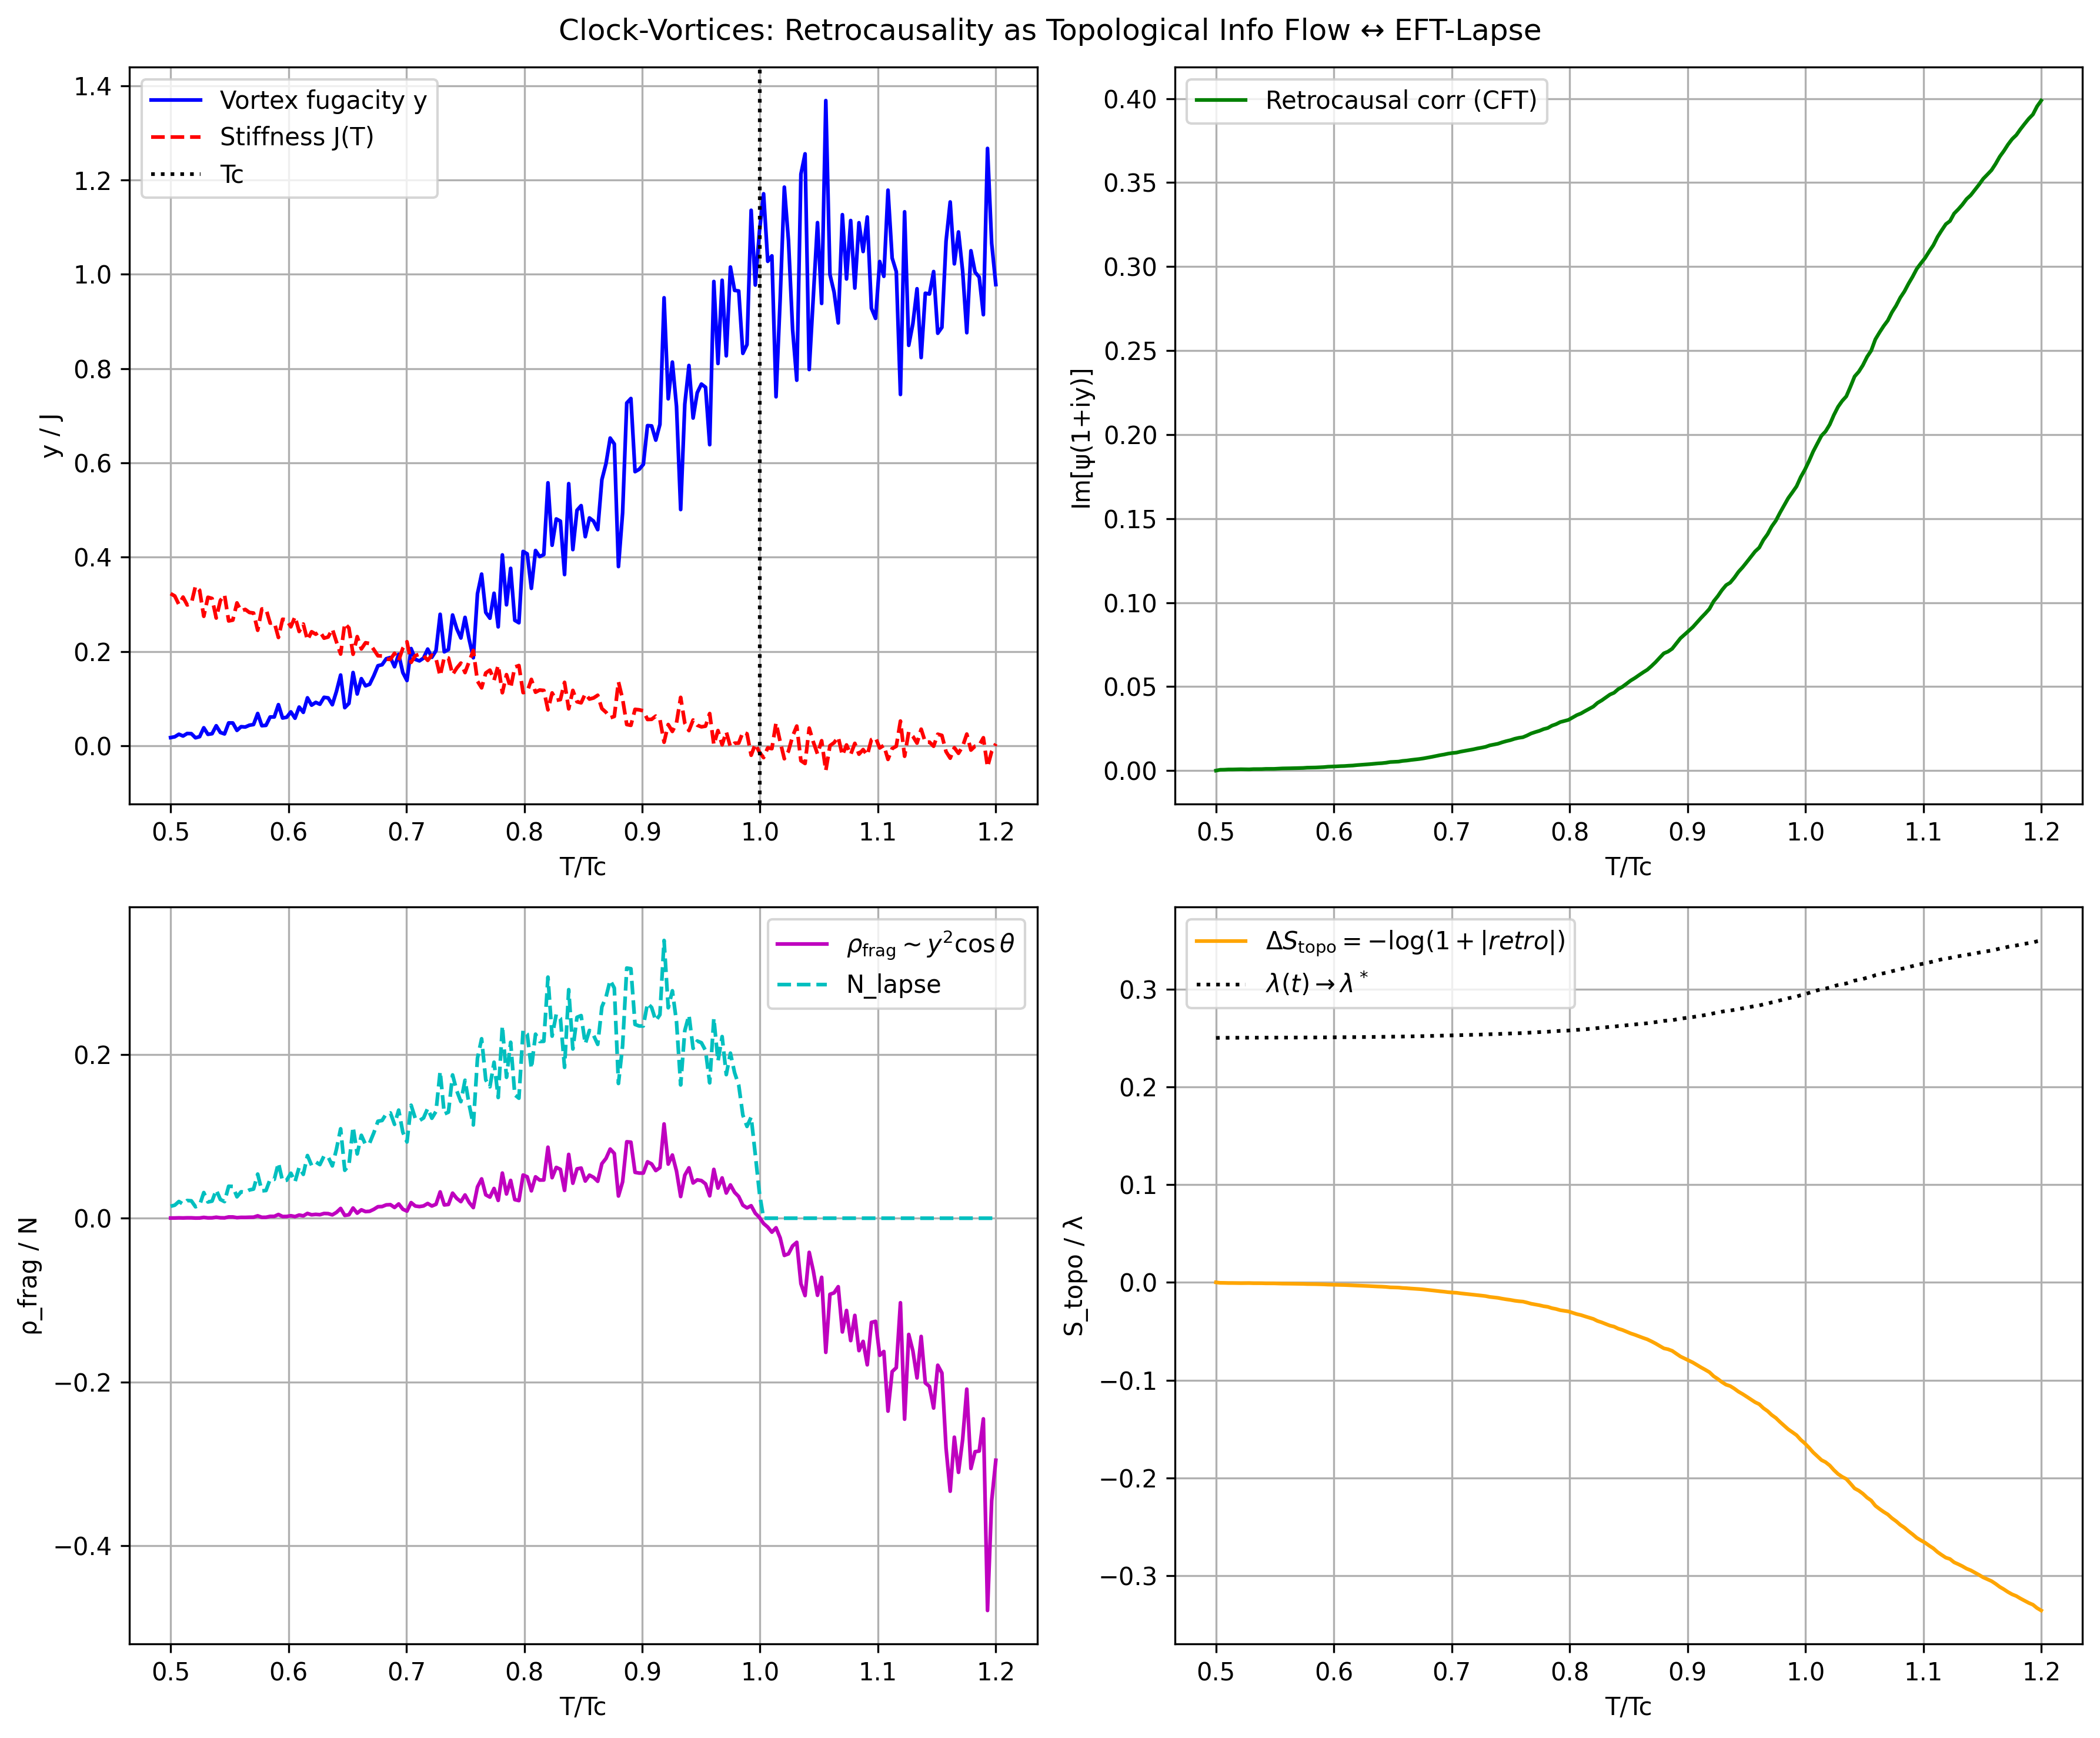 Clock-Vortices: Retrocausality as Topological Info Flow ↔ EFT-Lapse
Vortex fugacity y
Stiffness J(T)
Tc
y / J
1.4
1.2
1.0
0.8
0.6
0.4
0.2
0.0
0.5 0.6 0.7 0.8 0.9 1.0 1.1 1.2
T/Tc
Retrocausal corr (CFT)
Im[ψ(1+iy)]
0.40
0.35
0.30
0.25
0.20
0.15
0.10
0.05
0.00
0.5 0.6 0.7 0.8 0.9 1.0 1.1 1.2
T/Tc
ρ_frag ~ y² cos θ
N_lapse
ρ_frag / N
0.2
0.0
−0.2
−0.4
0.5 0.6 0.7 0.8 0.9 1.0 1.1 1.2
T/Tc
ΔS_topo = −log(1 + |retro|)
λ(t) → λ*
S_topo / λ
0.3
0.2
0.1
0.0
−0.1
−0.2
−0.3
0.5 0.6 0.7 0.8 0.9 1.0 1.1 1.2
T/Tc